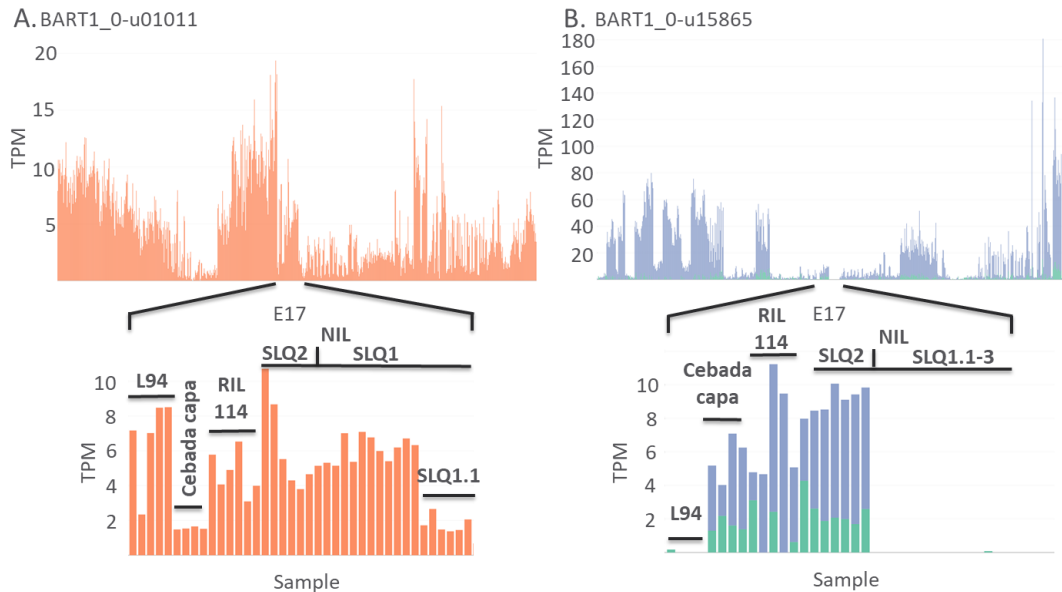 A. BART1_0-u01011
20
15
10
5
TPM
E17
NIL
SLQ2 SLQ1
L94
Cebada capa
RIL
114
SLQ1.1
10
8
6
4
2
TPM
Sample
B. BART1_0-u15865
180
160
140
120
100
80
60
40
20
TPM
E17
RIL
114
NIL
SLQ2 SLQ1.1-3
Cebada
capa
L94
10
8
6
4
2
TPM
Sample